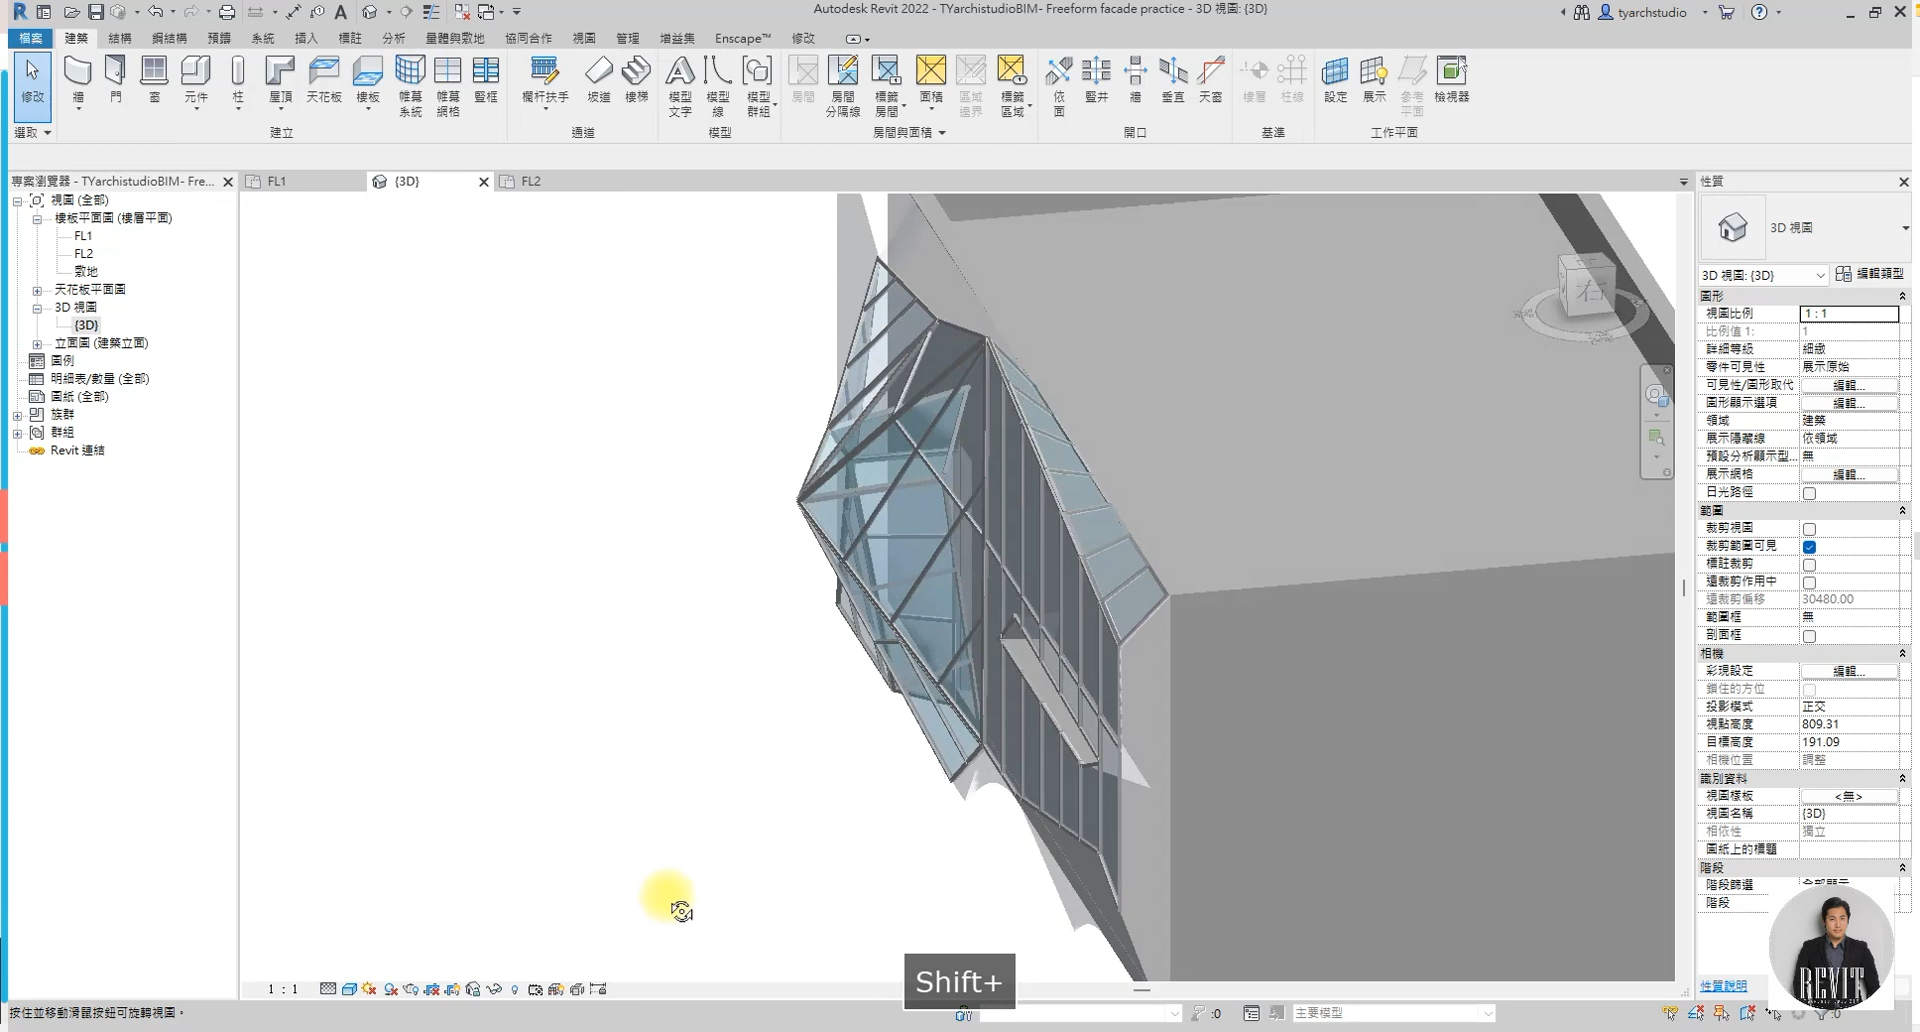 Autodesk Revit 2022 - TYarchistudioBIM- Freeform facade practice - 3D 視圖: {3D}
tyarchstudio
檔案 建築 結構 鋼結構 預鑄 系統 插入 標註 分析 量體與敷地 協同合作 視圖 管理 增益集 Enscape™ 修改
修改 牆 門 窗 元件 柱 屋頂 天花板 樓板 帷幕系統 帷幕網格 豎框 欄杆扶手 坡道 樓梯 模型文字 模型線 模型群組 房間 房間分隔線 標籤房間 面積 區域邊界 標籤區域 依面 豎井 牆 垂直 天窗 樓層 柱線 設定 展示 參考平面 檢視器
選取 建立 通道 模型 房間與面積 開口 基準 工作平面
專案瀏覽器 - TYarchistudioBIM- Fre...
FL1
{3D}
FL2
性質
視圖 (全部)
樓板平面圖 (樓層平面)
FL1
FL2
敷地
天花板平面圖
3D 視圖
{3D}
立面圖 (建築立面)
圖例
明細表/數量 (全部)
圖紙 (全部)
族群
群組
Revit 連結
右
3D 視圖
3D 視圖: {3D} 編輯類型
圖形
視圖比例 1 : 1
比例值 1: 1
詳細等級 細緻
零件可見性 展示原始
可見性/圖形取代 編輯...
圖形顯示選項 編輯...
領域 建築
展示隱藏線 依領域
預設分析顯示型... 無
展示網格 編輯...
日光路徑
範圍
裁剪視圖
裁剪範圍可見
標註裁剪
遠裁剪作用中
遠裁剪偏移 30480.00
範圍框 無
剖面框
相機
彩現設定 編輯...
鎖住的方位
投影模式 正交
視點高度 809.31
目標高度 191.09
相機位置 調整
識別資料
視圖樣板 <無>
視圖名稱 {3D}
相依性 獨立
圖紙上的標題
階段
階段篩選 全部顯示
階段
REVIT
性質說明
Shift+
1 : 1
按住並移動滑鼠按鈕可旋轉視圖。
:0
主要模型
:0